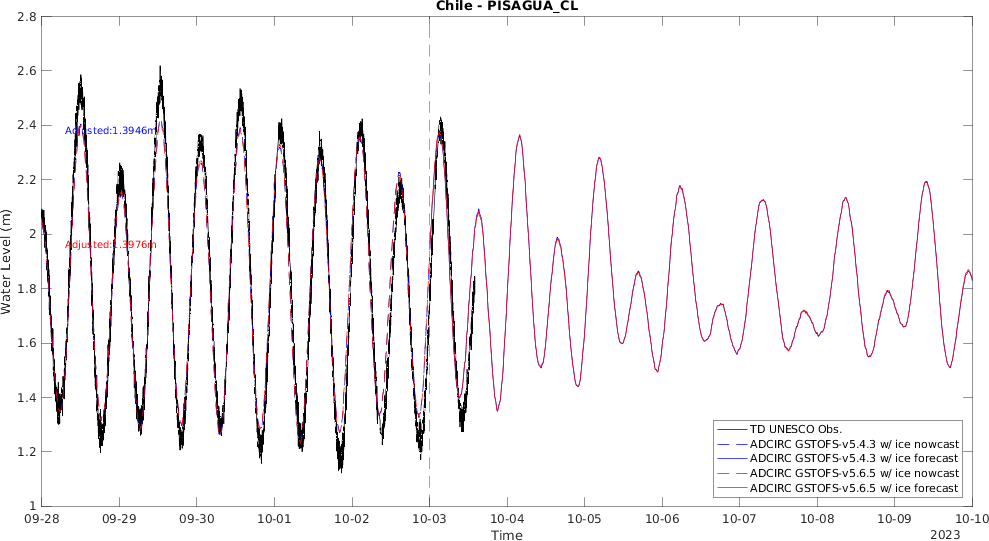 Chile - PISAGUA_CL
2.8
2.6
2.4
2.2
2
1.8
1.6
1.4
1.2
1
Water Level (m)
Adjusted:1.3946m
Adjusted:1.3976m
TD UNESCO Obs.
ADCIRC GSTOFS-v5.4.3 w/ ice nowcast
ADCIRC GSTOFS-v5.4.3 w/ ice forecast
ADCIRC GSTOFS-v5.6.5 w/ ice nowcast
ADCIRC GSTOFS-v5.6.5 w/ ice forecast
09-28 09-29 09-30 10-01 10-02 10-03 10-04 10-05 10-06 10-07 10-08 10-09 10-10
Time
2023